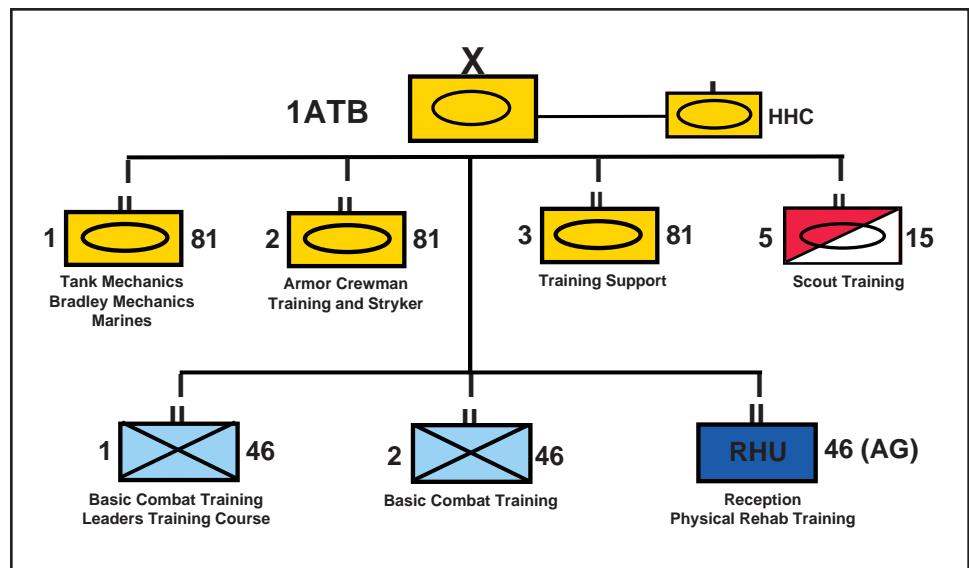 X
1ATB
HHC
1 81
2 81
3 81
5 15
Tank Mechanics
Bradley Mechanics
Marines
Armor Crewman
Training and Stryker
Training Support
Scout Training
1 46
2 46
RHU 46 (AG)
Basic Combat Training
Leaders Training Course
Basic Combat Training
Reception
Physical Rehab Training